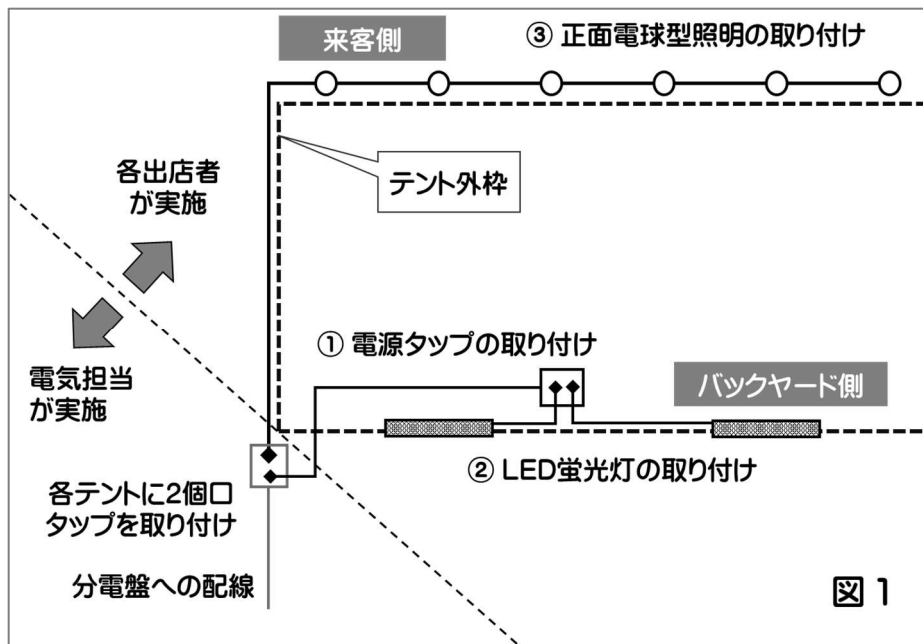 来客側
③ 正面電球型照明の取り付け
各出店者
が実施
テント外枠
① 電源タップの取り付け
電気担当
が実施
バックヤード側
② LED蛍光灯の取り付け
各テントに2個口
タップを取り付け
分電盤への配線
図1